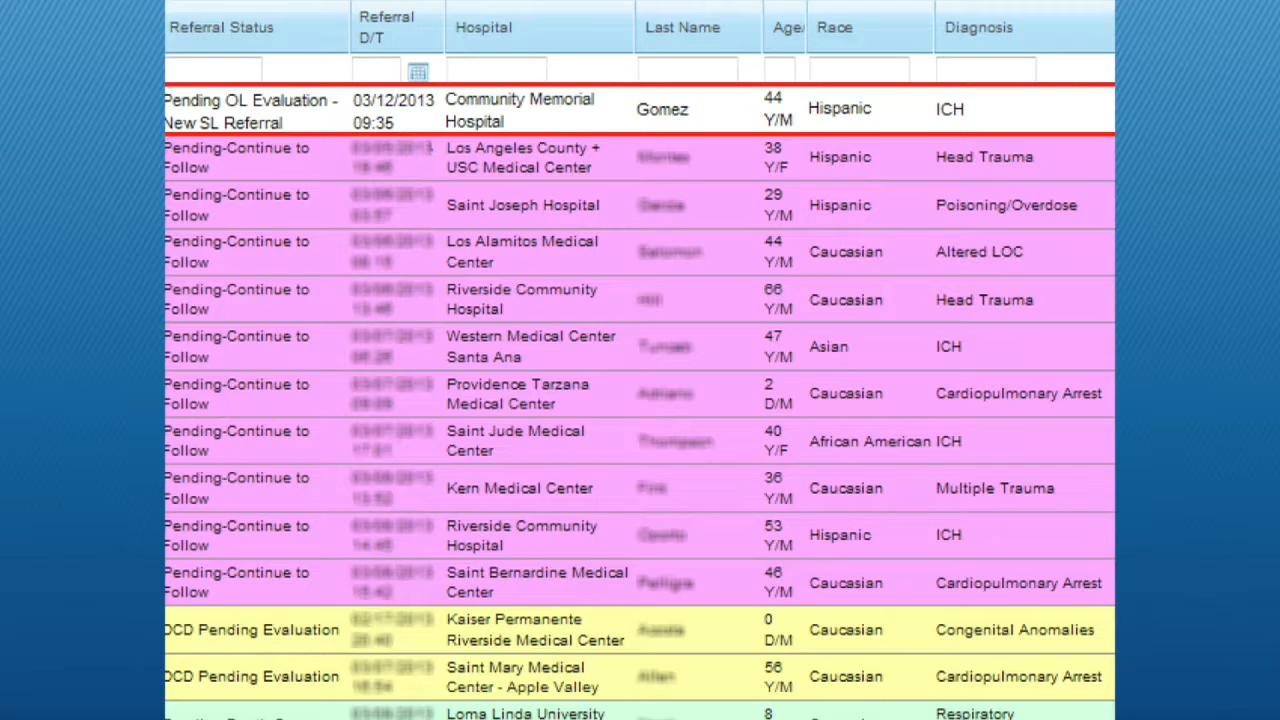 Referral Status Referral D/T Hospital Last Name Age/ Race Diagnosis
Pending OL Evaluation - 03/12/2013 Community Memorial Gomez 44 Hispanic ICH
New SL Referral 09:35 Hospital Y/M
Pending-Continue to Los Angeles County + 38 Hispanic Head Trauma
Follow USC Medical Center Y/F
Pending-Continue to Saint Joseph Hospital 29 Hispanic Poisoning/Overdose
Follow Y/M
Pending-Continue to Los Alamitos Medical 44 Caucasian Altered LOC
Follow Center Y/M
Pending-Continue to Riverside Community 66 Caucasian Head Trauma
Follow Hospital Y/M
Pending-Continue to Western Medical Center 47 Asian ICH
Follow Santa Ana Y/M
Pending-Continue to Providence Tarzana 2 Caucasian Cardiopulmonary Arrest
Follow Medical Center D/M
Pending-Continue to Saint Jude Medical 40 African American ICH
Follow Center Y/F
Pending-Continue to Kern Medical Center 36 Caucasian Multiple Trauma
Follow Y/M
Pending-Continue to Riverside Community 53 Hispanic ICH
Follow Hospital Y/M
Pending-Continue to Saint Bernardine Medical 46 Caucasian Cardiopulmonary Arrest
Follow Center Y/M
DCD Pending Evaluation Kaiser Permanente 0 Caucasian Congenital Anomalies
Riverside Medical Center D/M
DCD Pending Evaluation Saint Mary Medical 56 Caucasian Cardiopulmonary Arrest
Center - Apple Valley Y/M
Loma Linda University 8 Respiratory